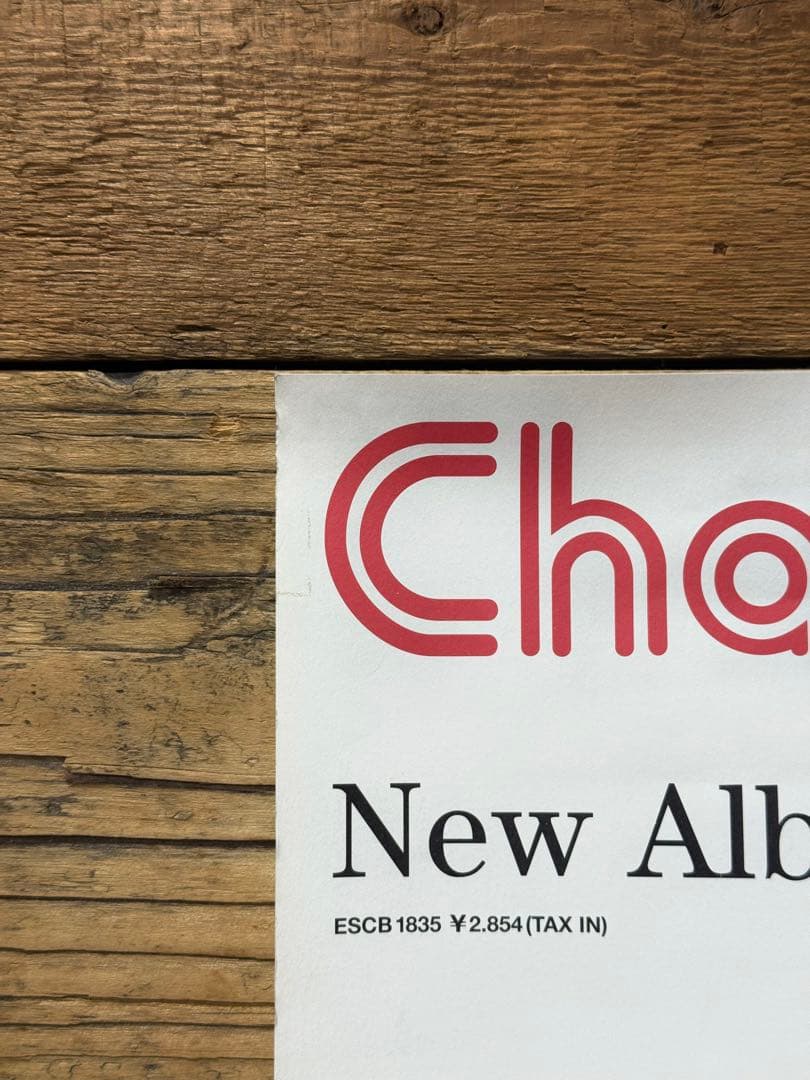 Cha
New Alb
ESCB 1835 ¥2.854 (TAX IN)